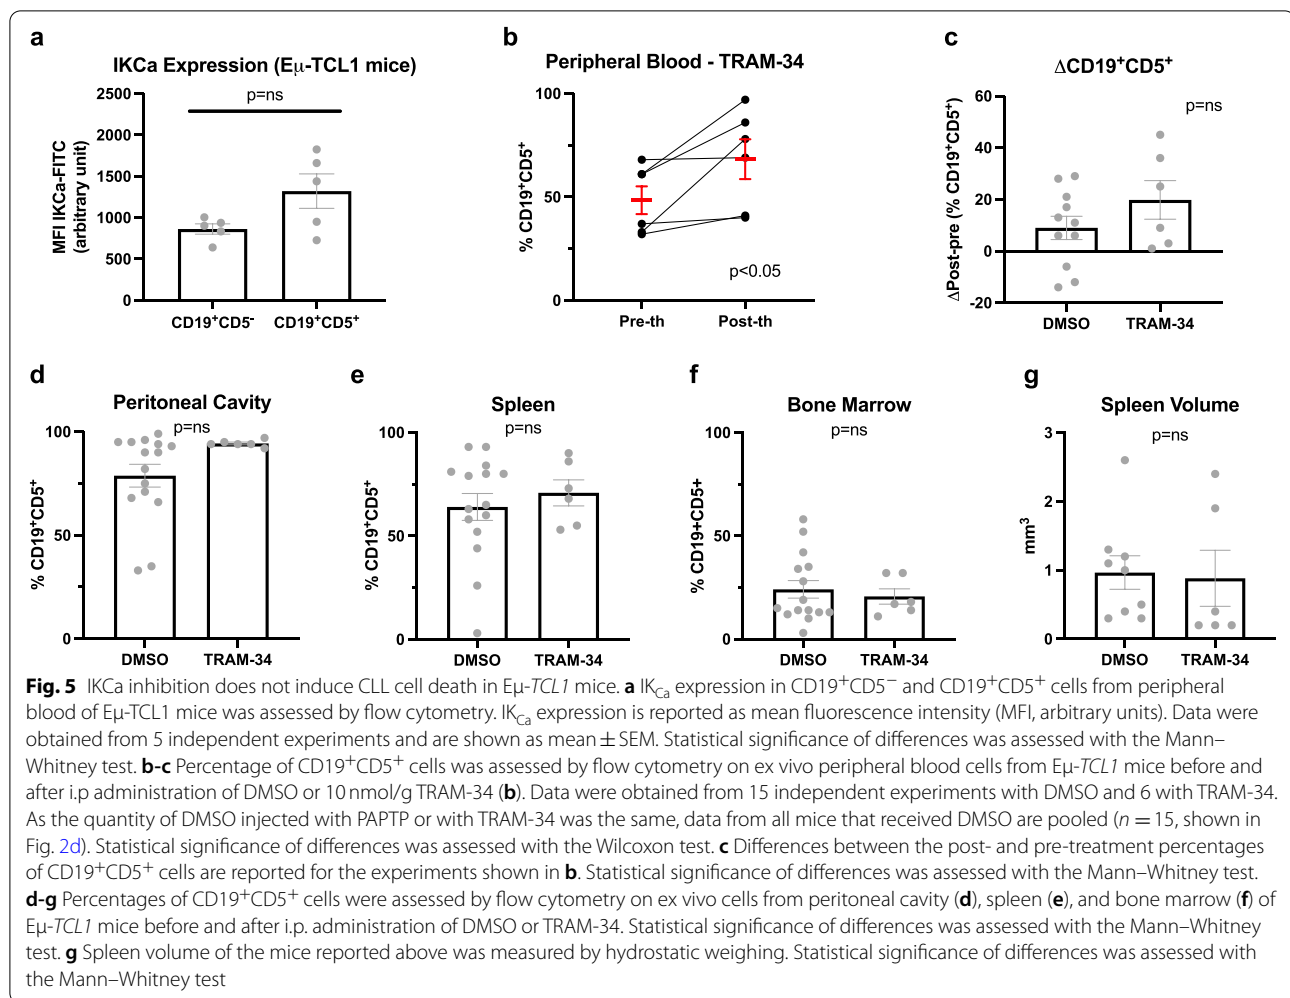 a
IKCa Expression (Eμ-TCL1 mice)
p=ns
MFI IKCa-FITC
(arbitrary unit)
2500
2000
1500
1000
500
0
CD19+CD5-
CD19+CD5+
b
Peripheral Blood - TRAM-34
% CD19+CD5+
100
50
0
p<0.05
Pre-th
Post-th
c
ΔCD19+CD5+
p=ns
ΔPost-pre (% CD19+CD5+)
60
40
20
0
-20
DMSO
TRAM-34
d
Peritoneal Cavity
p=ns
% CD19+CD5+
100
50
0
DMSO
TRAM-34
e
Spleen
p=ns
% CD19+CD5+
100
50
0
DMSO
TRAM-34
f
Bone Marrow
p=ns
% CD19+CD5+
100
50
0
DMSO
TRAM-34
g
Spleen Volume
p=ns
mm3
3
2
1
0
DMSO
TRAM-34
Fig. 5 IKCa inhibition does not induce CLL cell death in Eμ-TCL1 mice. a IKCa expression in CD19+CD5− and CD19+CD5+ cells from peripheral
blood of Eμ-TCL1 mice was assessed by flow cytometry. IKCa expression is reported as mean fluorescence intensity (MFI, arbitrary units). Data were
obtained from 5 independent experiments and are shown as mean ± SEM. Statistical significance of differences was assessed with the Mann–
Whitney test. b-c Percentage of CD19+CD5+ cells was assessed by flow cytometry on ex vivo peripheral blood cells from Eμ-TCL1 mice before and
after i.p administration of DMSO or 10 nmol/g TRAM-34 (b). Data were obtained from 15 independent experiments with DMSO and 6 with TRAM-34.
As the quantity of DMSO injected with PAPTP or with TRAM-34 was the same, data from all mice that received DMSO are pooled (n = 15, shown in
Fig. 2d). Statistical significance of differences was assessed with the Wilcoxon test. c Differences between the post- and pre-treatment percentages
of CD19+CD5+ cells are reported for the experiments shown in b. Statistical significance of differences was assessed with the Mann–Whitney test.
d-g Percentages of CD19+CD5+ cells were assessed by flow cytometry on ex vivo cells from peritoneal cavity (d), spleen (e), and bone marrow (f) of
Eμ-TCL1 mice before and after i.p. administration of DMSO or TRAM-34. Statistical significance of differences was assessed with the Mann–Whitney
test. g Spleen volume of the mice reported above was measured by hydrostatic weighing. Statistical significance of differences was assessed with
the Mann–Whitney test